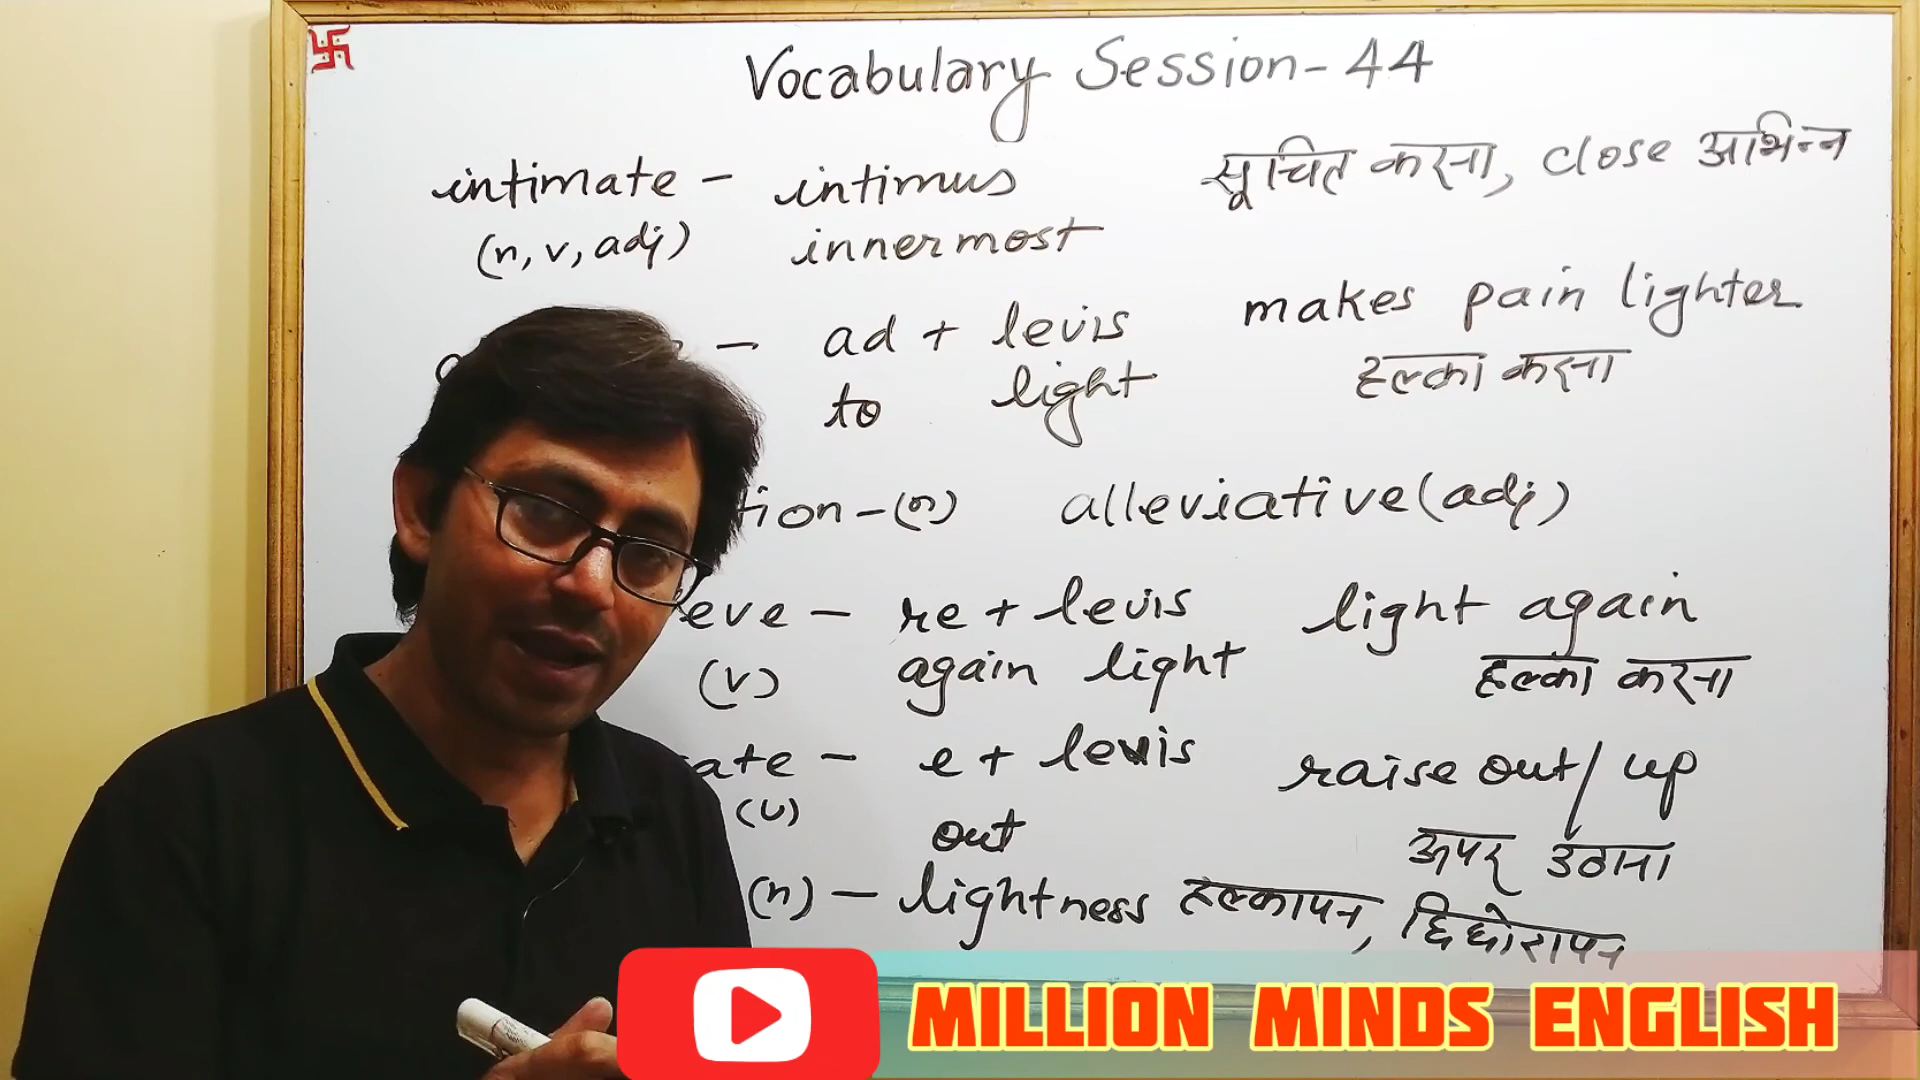 Vocabulary Session-44
intimate - intimus सूचित करना, close अभिन्न
(n, v, adj) innermost
- ad + levis makes pain lighter
to light हल्का करना
tion-(n) alleviative (adj)
eve - re + levis light again
(v) again light हल्का करना
ate - e + levis raise out/up
(v) out ऊपर उठाना
(n) - lightness हल्कापन, छिछोरापन
MILLION MINDS ENGLISH